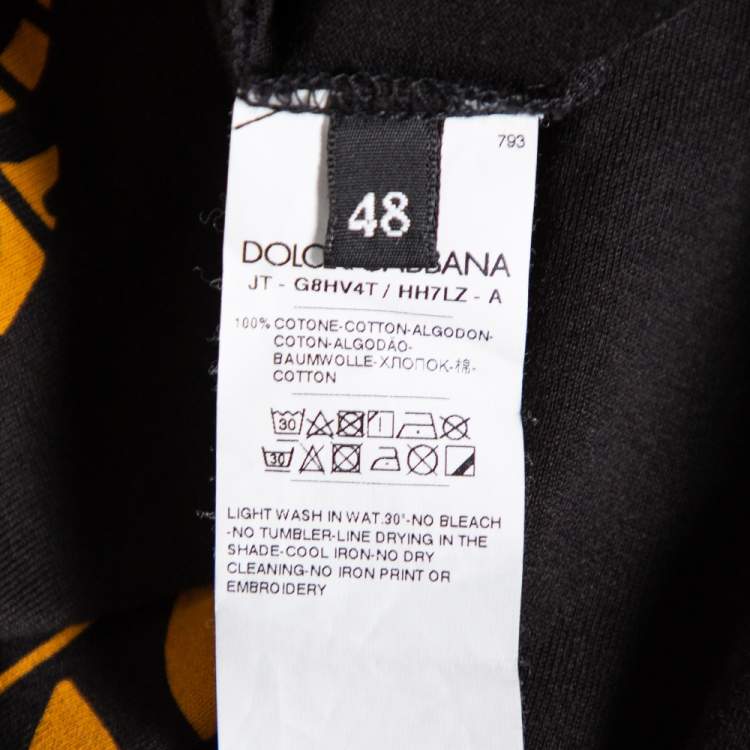 793
48
DOLCE GABBANA
JT - G8HV4T / HH7LZ - A
100% COTONE-COTTON-ALGODON-
COTON-ALGODÃO-
BAUMWOLLE-ХЛОПОК-棉-
COTTON
30
30
LIGHT WASH IN WAT.30°-NO BLEACH
-NO TUMBLER-LINE DRYING IN THE
SHADE-COOL IRON-NO DRY
CLEANING-NO IRON PRINT OR
EMBROIDERY